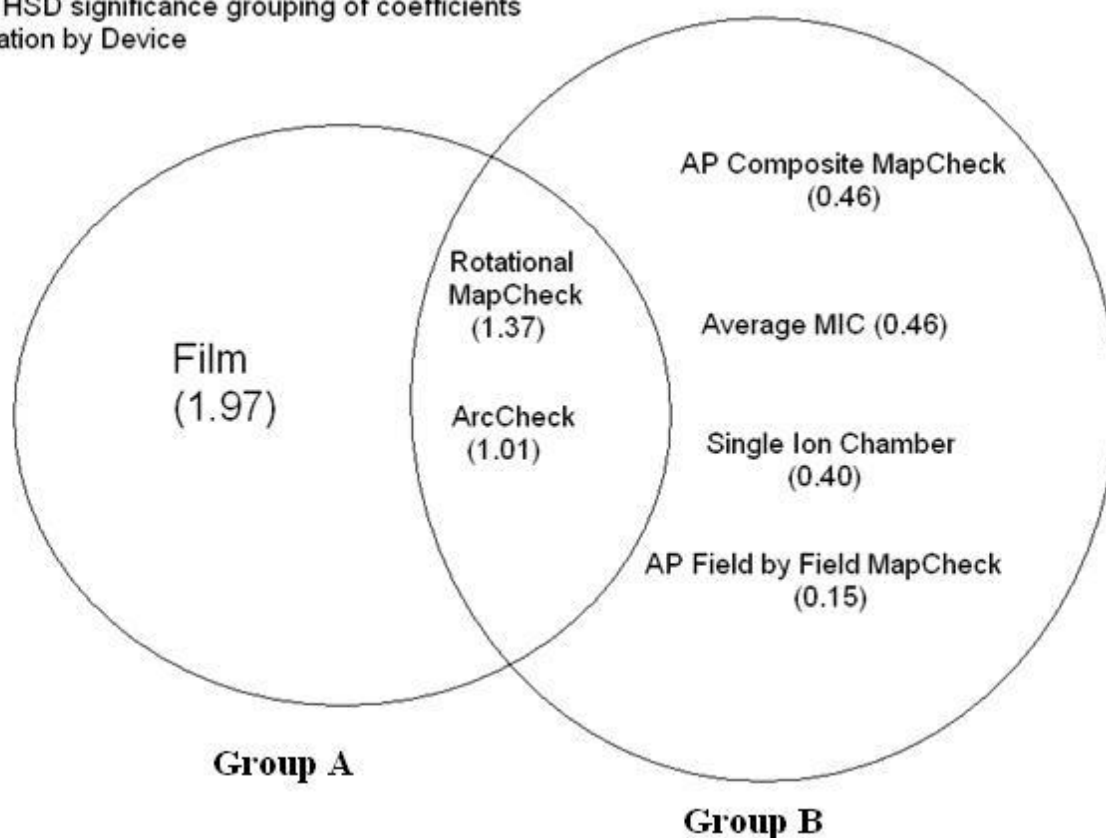 HSD significance grouping of coefficients
ation by Device
AP Composite MapCheck
(0.46)
Rotational
MapCheck
(1.37)
Average MIC (0.46)
Film
(1.97)
ArcCheck
(1.01)
Single Ion Chamber
(0.40)
AP Field by Field MapCheck
(0.15)
Group A
Group B